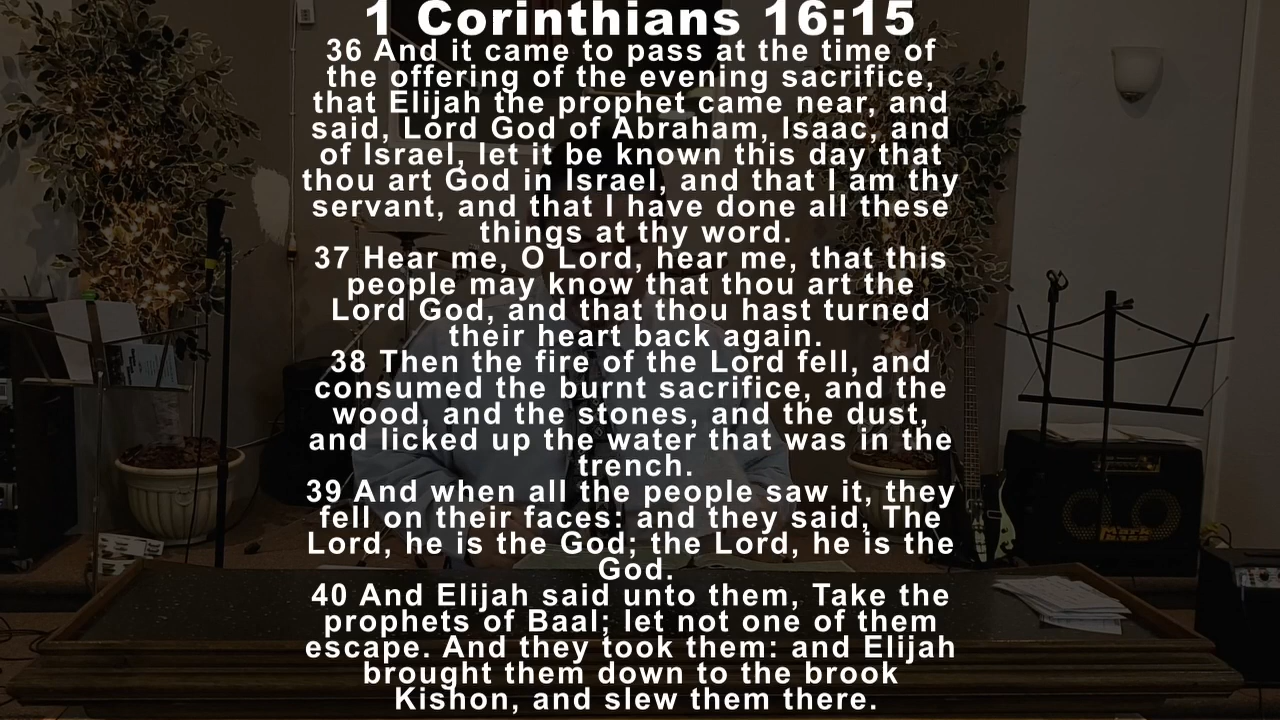 1 Corinthians 16:15
36 And it came to pass at the time of
the offering of the evening sacrifice,
that Elijah the prophet came near, and
said, Lord God of Abraham, Isaac, and
of Israel, let it be known this day that
thou art God in Israel, and that I am thy
servant, and that I have done all these
things at thy word.
37 Hear me, O Lord, hear me, that this
people may know that thou art the
Lord God, and that thou hast turned
their heart back again.
38 Then the fire of the Lord fell, and
consumed the burnt sacrifice, and the
wood, and the stones, and the dust,
and licked up the water that was in the
trench.
39 And when all the people saw it, they
fell on their faces: and they said, The
Lord, he is the God; the Lord, he is the
God.
40 And Elijah said unto them, Take the
prophets of Baal; let not one of them
escape. And they took them: and Elijah
brought them down to the brook
Kishon, and slew them there.